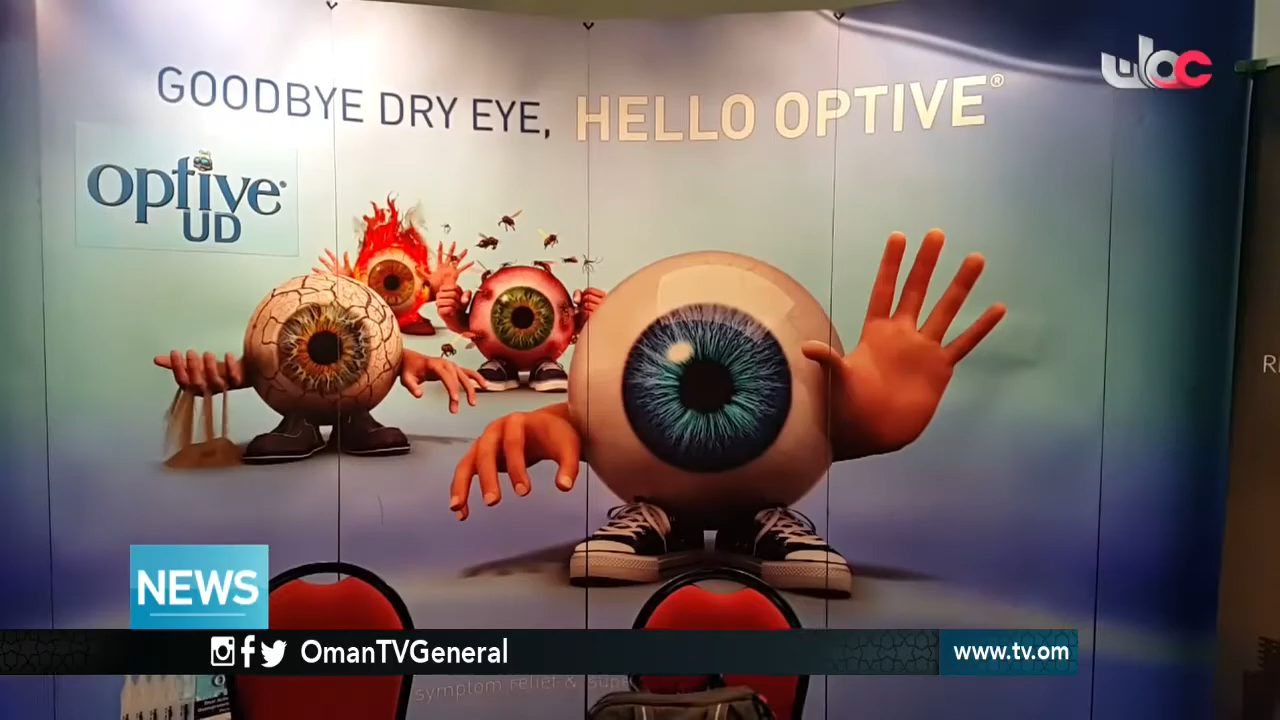 GOODBYE DRY EYE, HELLO OPTIVE®
optive®
UD
NEWS
OmanTVGeneral
www.tv.om
symptom relief &